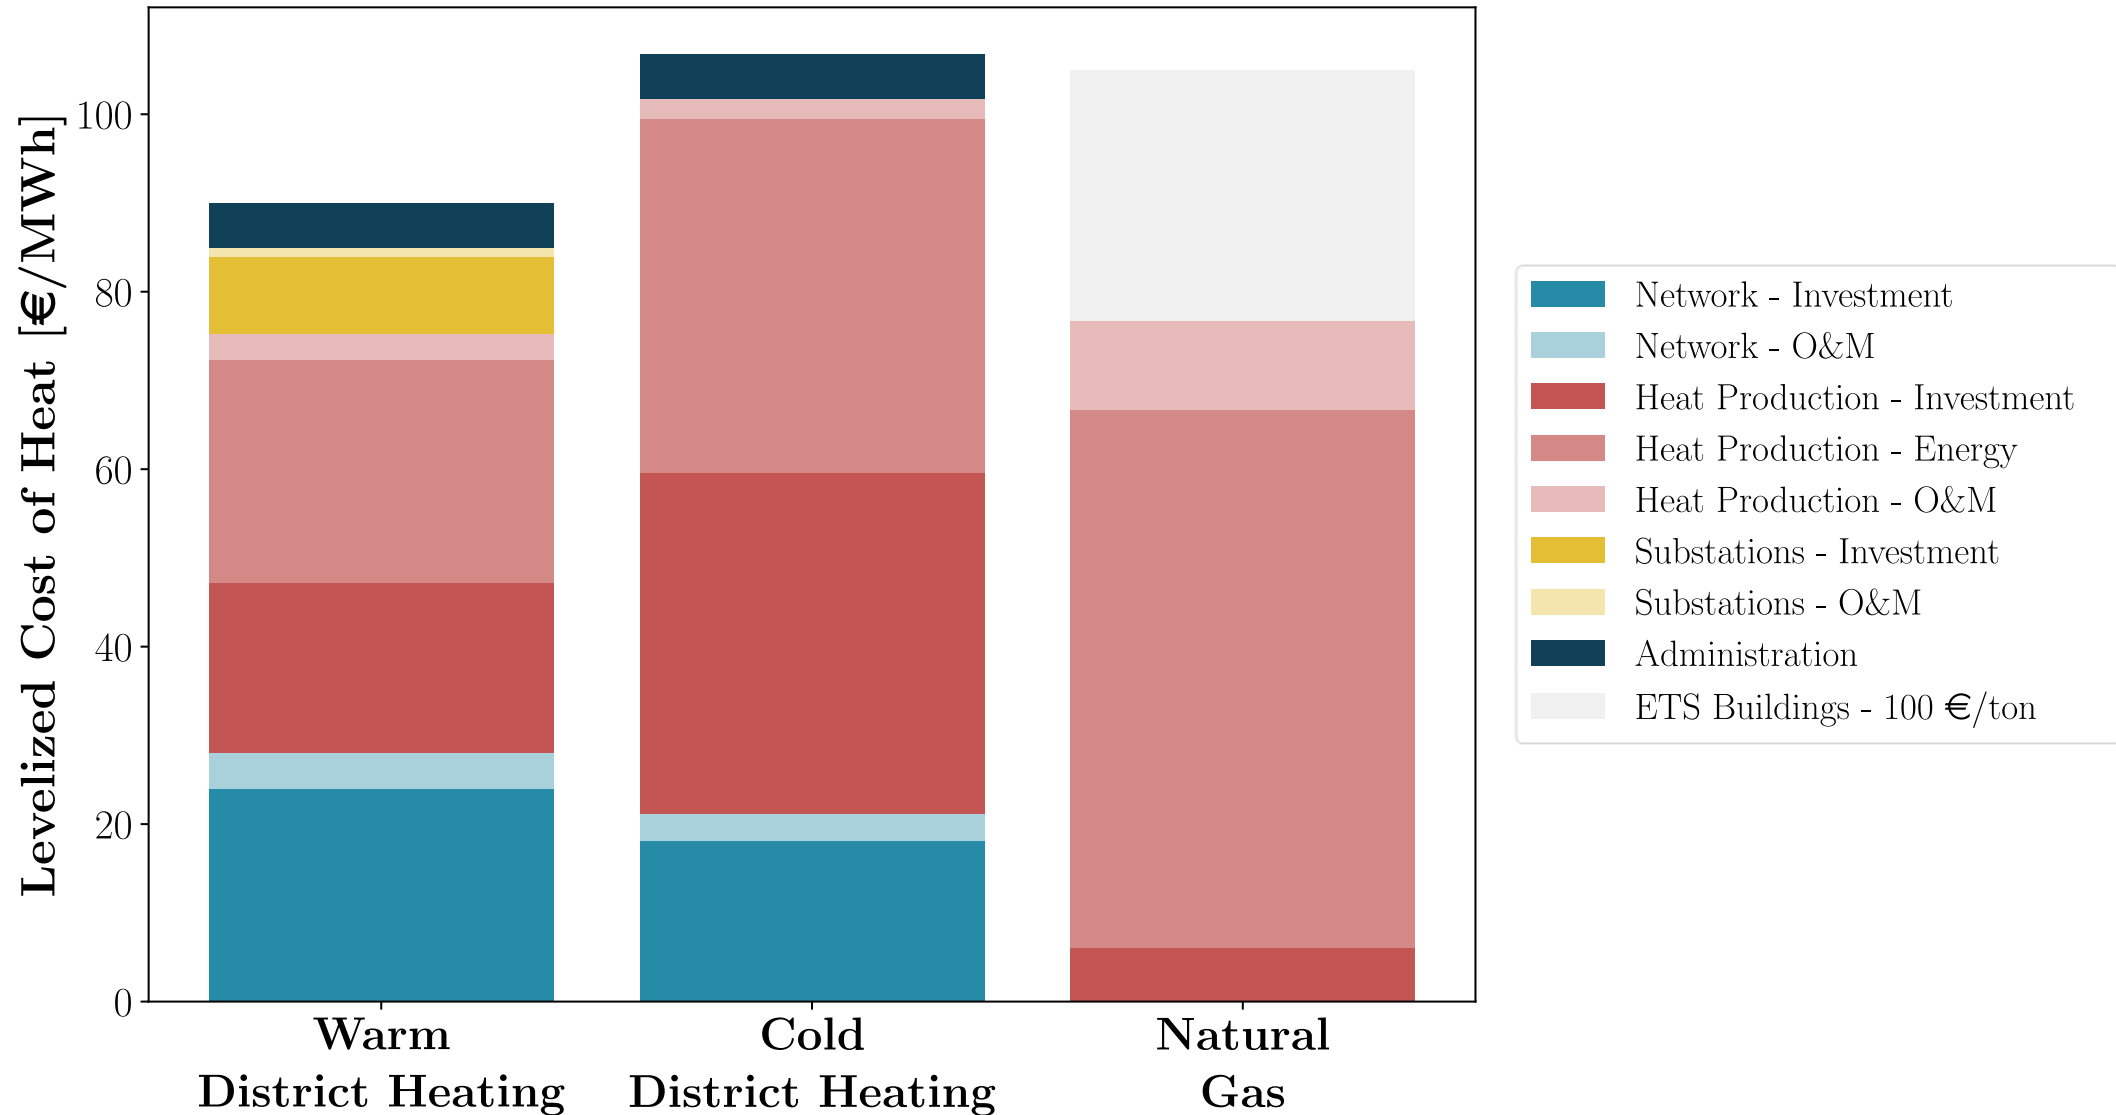 Levelized Cost of Heat [€/MWh]
100
80
60
40
20
0
Warm
District Heating
Cold
District Heating
Natural
Gas
Network - Investment
Network - O&M
Heat Production - Investment
Heat Production - Energy
Heat Production - O&M
Substations - Investment
Substations - O&M
Administration
ETS Buildings - 100 €/ton